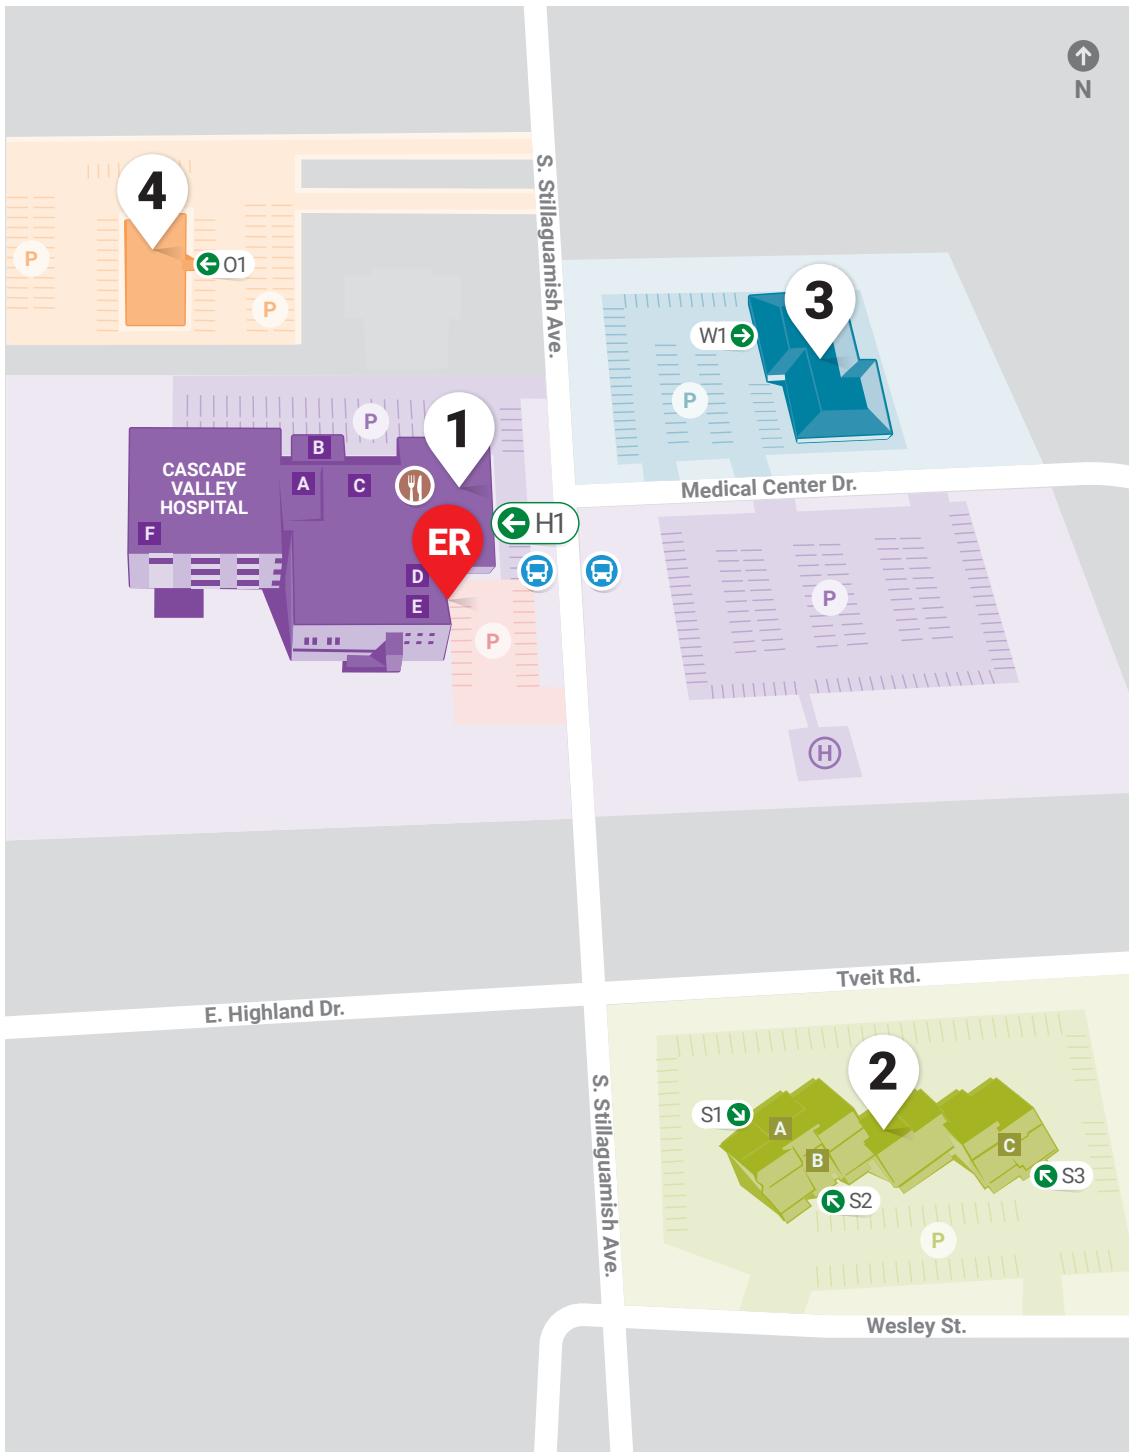 N
4
S. Stillaguamish Ave.
P
O1
P
3
W1
P
1
P
B
CASCADE
VALLEY
HOSPITAL
A
C
F
Medical Center Dr.
H1
ER
D
E
P
P
H
Tveit Rd.
E. Highland Dr.
2
S. Stillaguamish Ave.
S1
A
B
C
S3
S2
P
Wesley St.